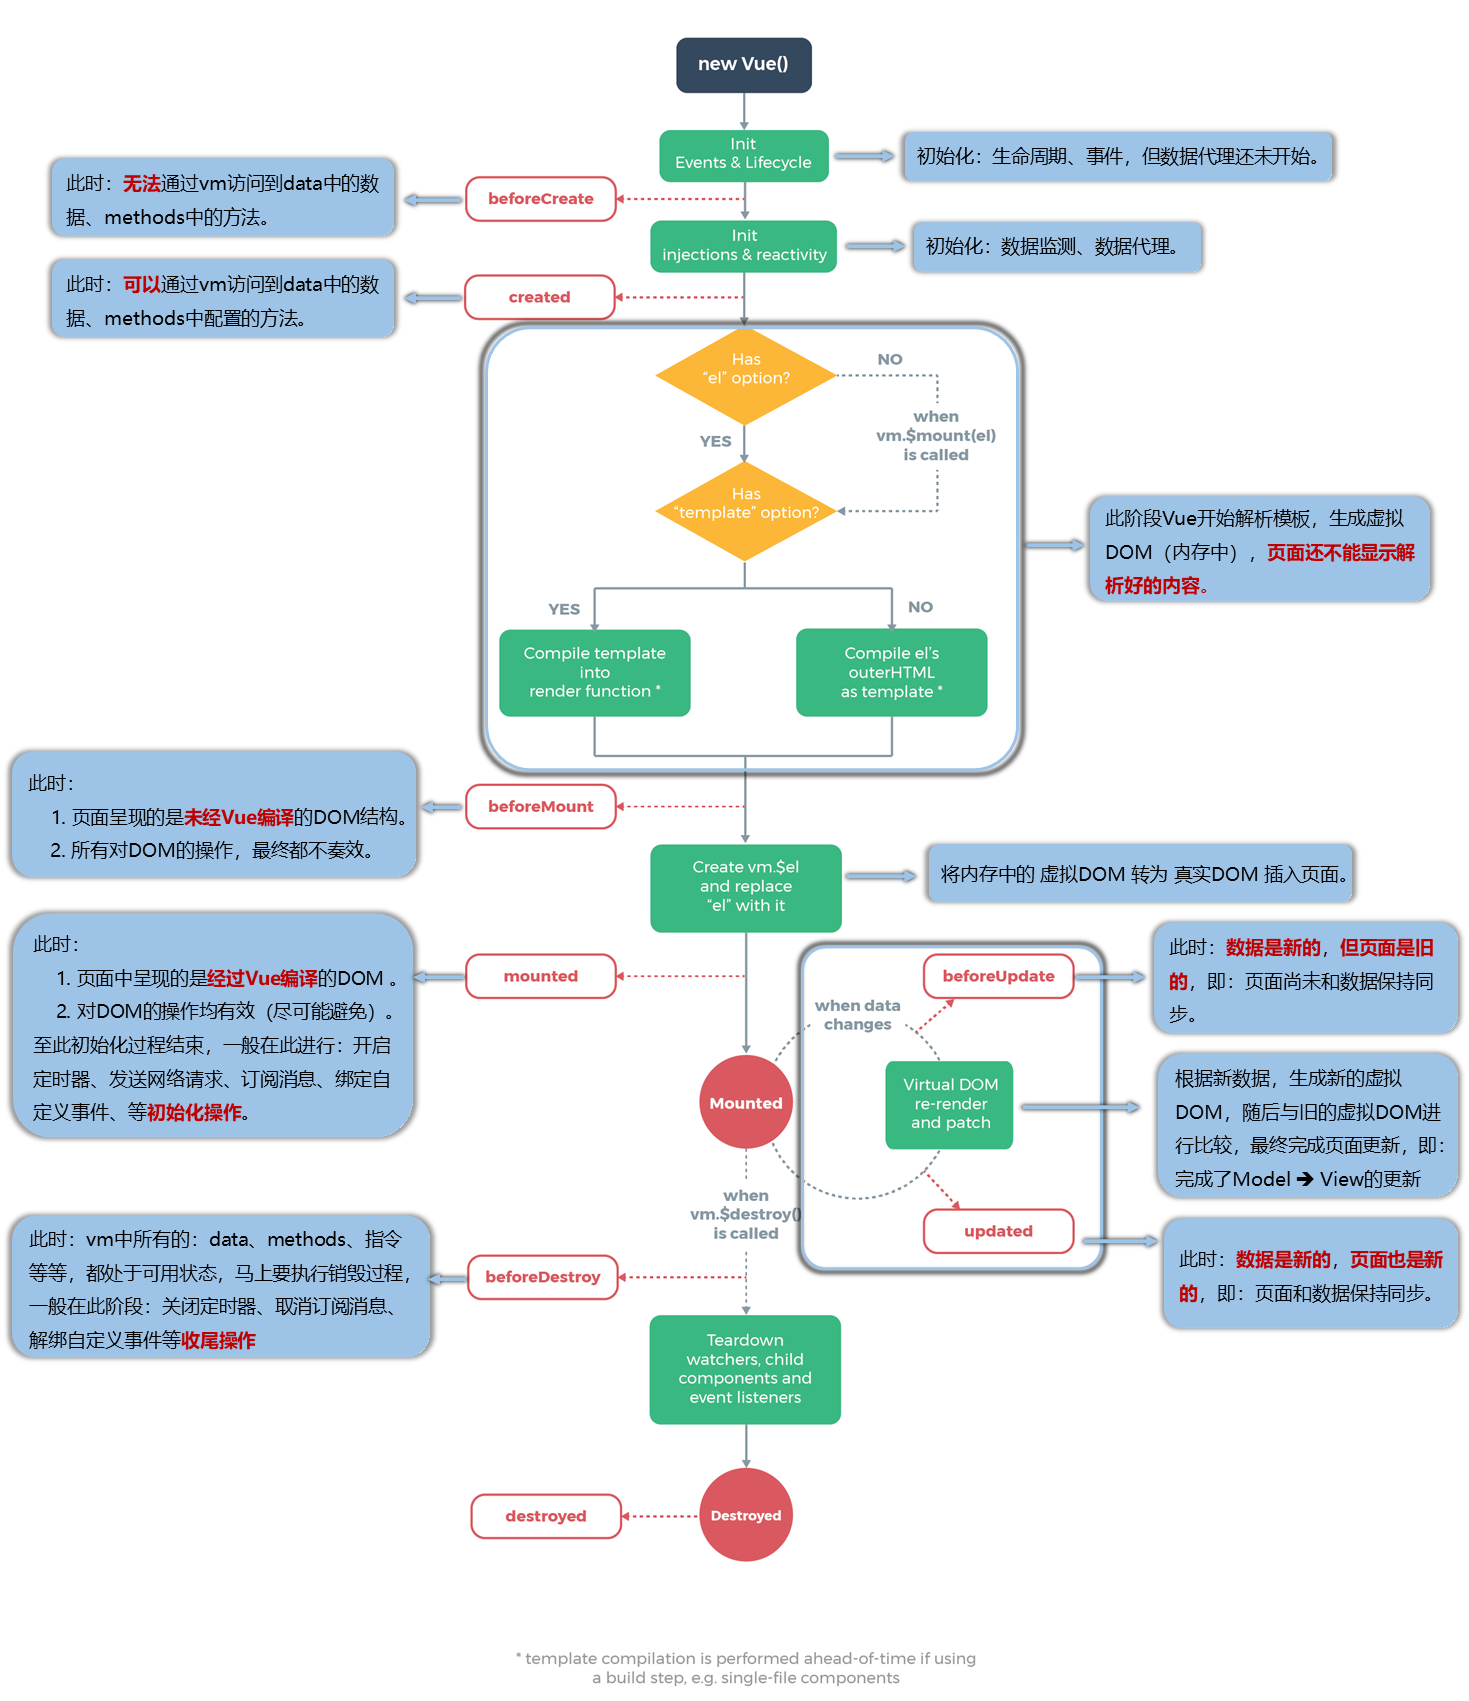 new Vue()
Init
Events & Lifecycle
初始化：生命周期、事件，但数据代理还未开始。
此时：无法通过vm访问到data中的数
据、methods中的方法。
beforeCreate
Init
injections & reactivity
初始化：数据监测、数据代理。
此时：可以通过vm访问到data中的数
据、methods中配置的方法。
created
Has
“el” option?
NO
when
vm.$mount(el)
is called
YES
Has
“template” option?
此阶段Vue开始解析模板，生成虚拟
DOM（内存中），页面还不能显示解
析好的内容。
YES
NO
Compile template
into
render function *
Compile el’s
outerHTML
as template *
此时：
1. 页面呈现的是未经Vue编译的DOM结构。
2. 所有对DOM的操作，最终都不奏效。
beforeMount
Create vm.$el
and replace
“el” with it
将内存中的 虚拟DOM 转为 真实DOM 插入页面。
此时：
1. 页面中呈现的是经过Vue编译的DOM 。
2. 对DOM的操作均有效（尽可能避免）。
至此初始化过程结束，一般在此进行：开启
定时器、发送网络请求、订阅消息、绑定自
定义事件、等初始化操作。
mounted
beforeUpdate
此时：数据是新的，但页面是旧
的，即：页面尚未和数据保持同
步。
when data
changes
Mounted
Virtual DOM
re-render
and patch
根据新数据，生成新的虚拟
DOM，随后与旧的虚拟DOM进
行比较，最终完成页面更新，即：
完成了Model ➔ View的更新
when
vm.$destroy()
is called
updated
此时：数据是新的，页面也是新
的，即：页面和数据保持同步。
此时：vm中所有的：data、methods、指令
等等，都处于可用状态，马上要执行销毁过程，
一般在此阶段：关闭定时器、取消订阅消息、
解绑自定义事件等收尾操作
beforeDestroy
Teardown
watchers, child
components and
event listeners
destroyed
Destroyed
* template compilation is performed ahead-of-time if using
a build step, e.g. single-file components